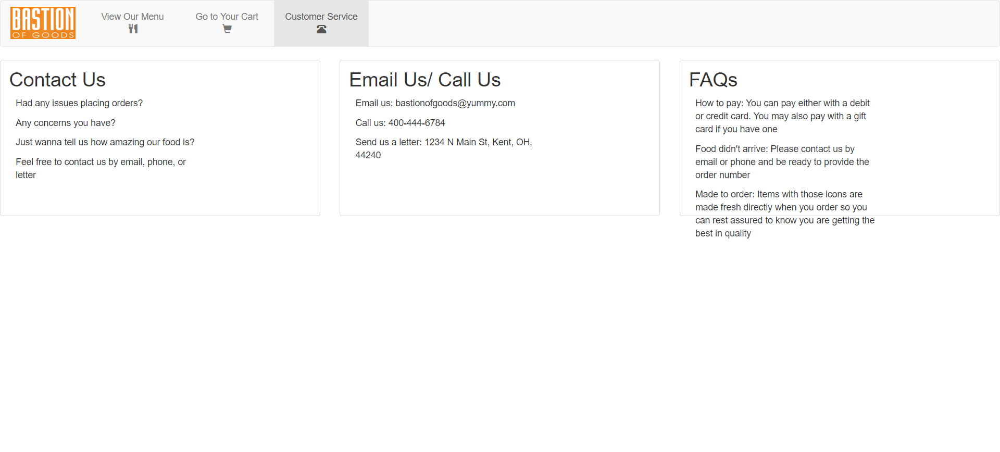 BASTION
OF GOODS
View Our Menu
Go to Your Cart
Customer Service
Contact Us
Had any issues placing orders?
Any concerns you have?
Just wanna tell us how amazing our food is?
Feel free to contact us by email, phone, or
letter
Email Us/ Call Us
Email us: bastionofgoods@yummy.com
Call us: 400-444-6784
Send us a letter: 1234 N Main St, Kent, OH,
44240
FAQs
How to pay: You can pay either with a debit
or credit card. You may also pay with a gift
card if you have one
Food didn't arrive: Please contact us by
email or phone and be ready to provide the
order number
Made to order: Items with those icons are
made fresh directly when you order so you
can rest assured to know you are getting the
best in quality